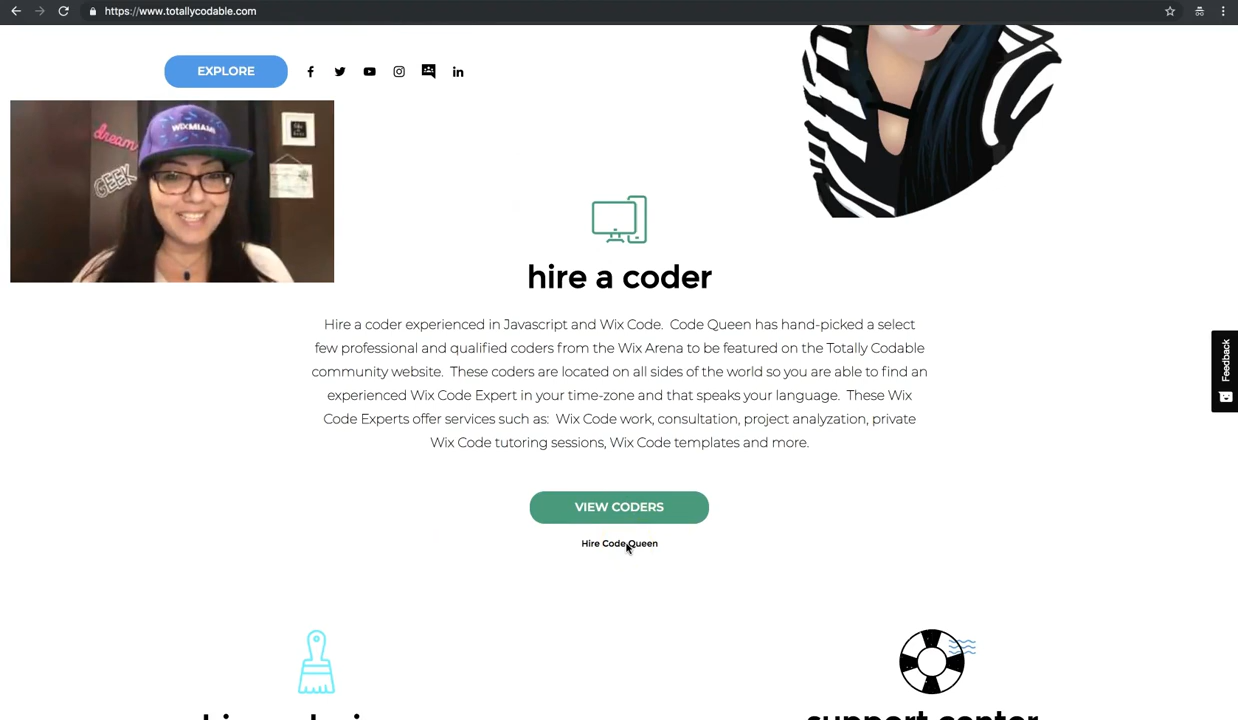 https://www.totallycodable.com
EXPLORE
dream
GEEK
WIXMIAMI
hire a coder
Hire a coder experienced in Javascript and Wix Code.  Code Queen has hand-picked a select
few professional and qualified coders from the Wix Arena to be featured on the Totally Codable
community website.  These coders are located on all sides of the world so you are able to find an
experienced Wix Code Expert in your time-zone and that speaks your language.  These Wix
Code Experts offer services such as:  Wix Code work, consultation, project analyzation, private
Wix Code tutoring sessions, Wix Code templates and more.
Feedback
VIEW CODERS
Hire Code Queen
support center